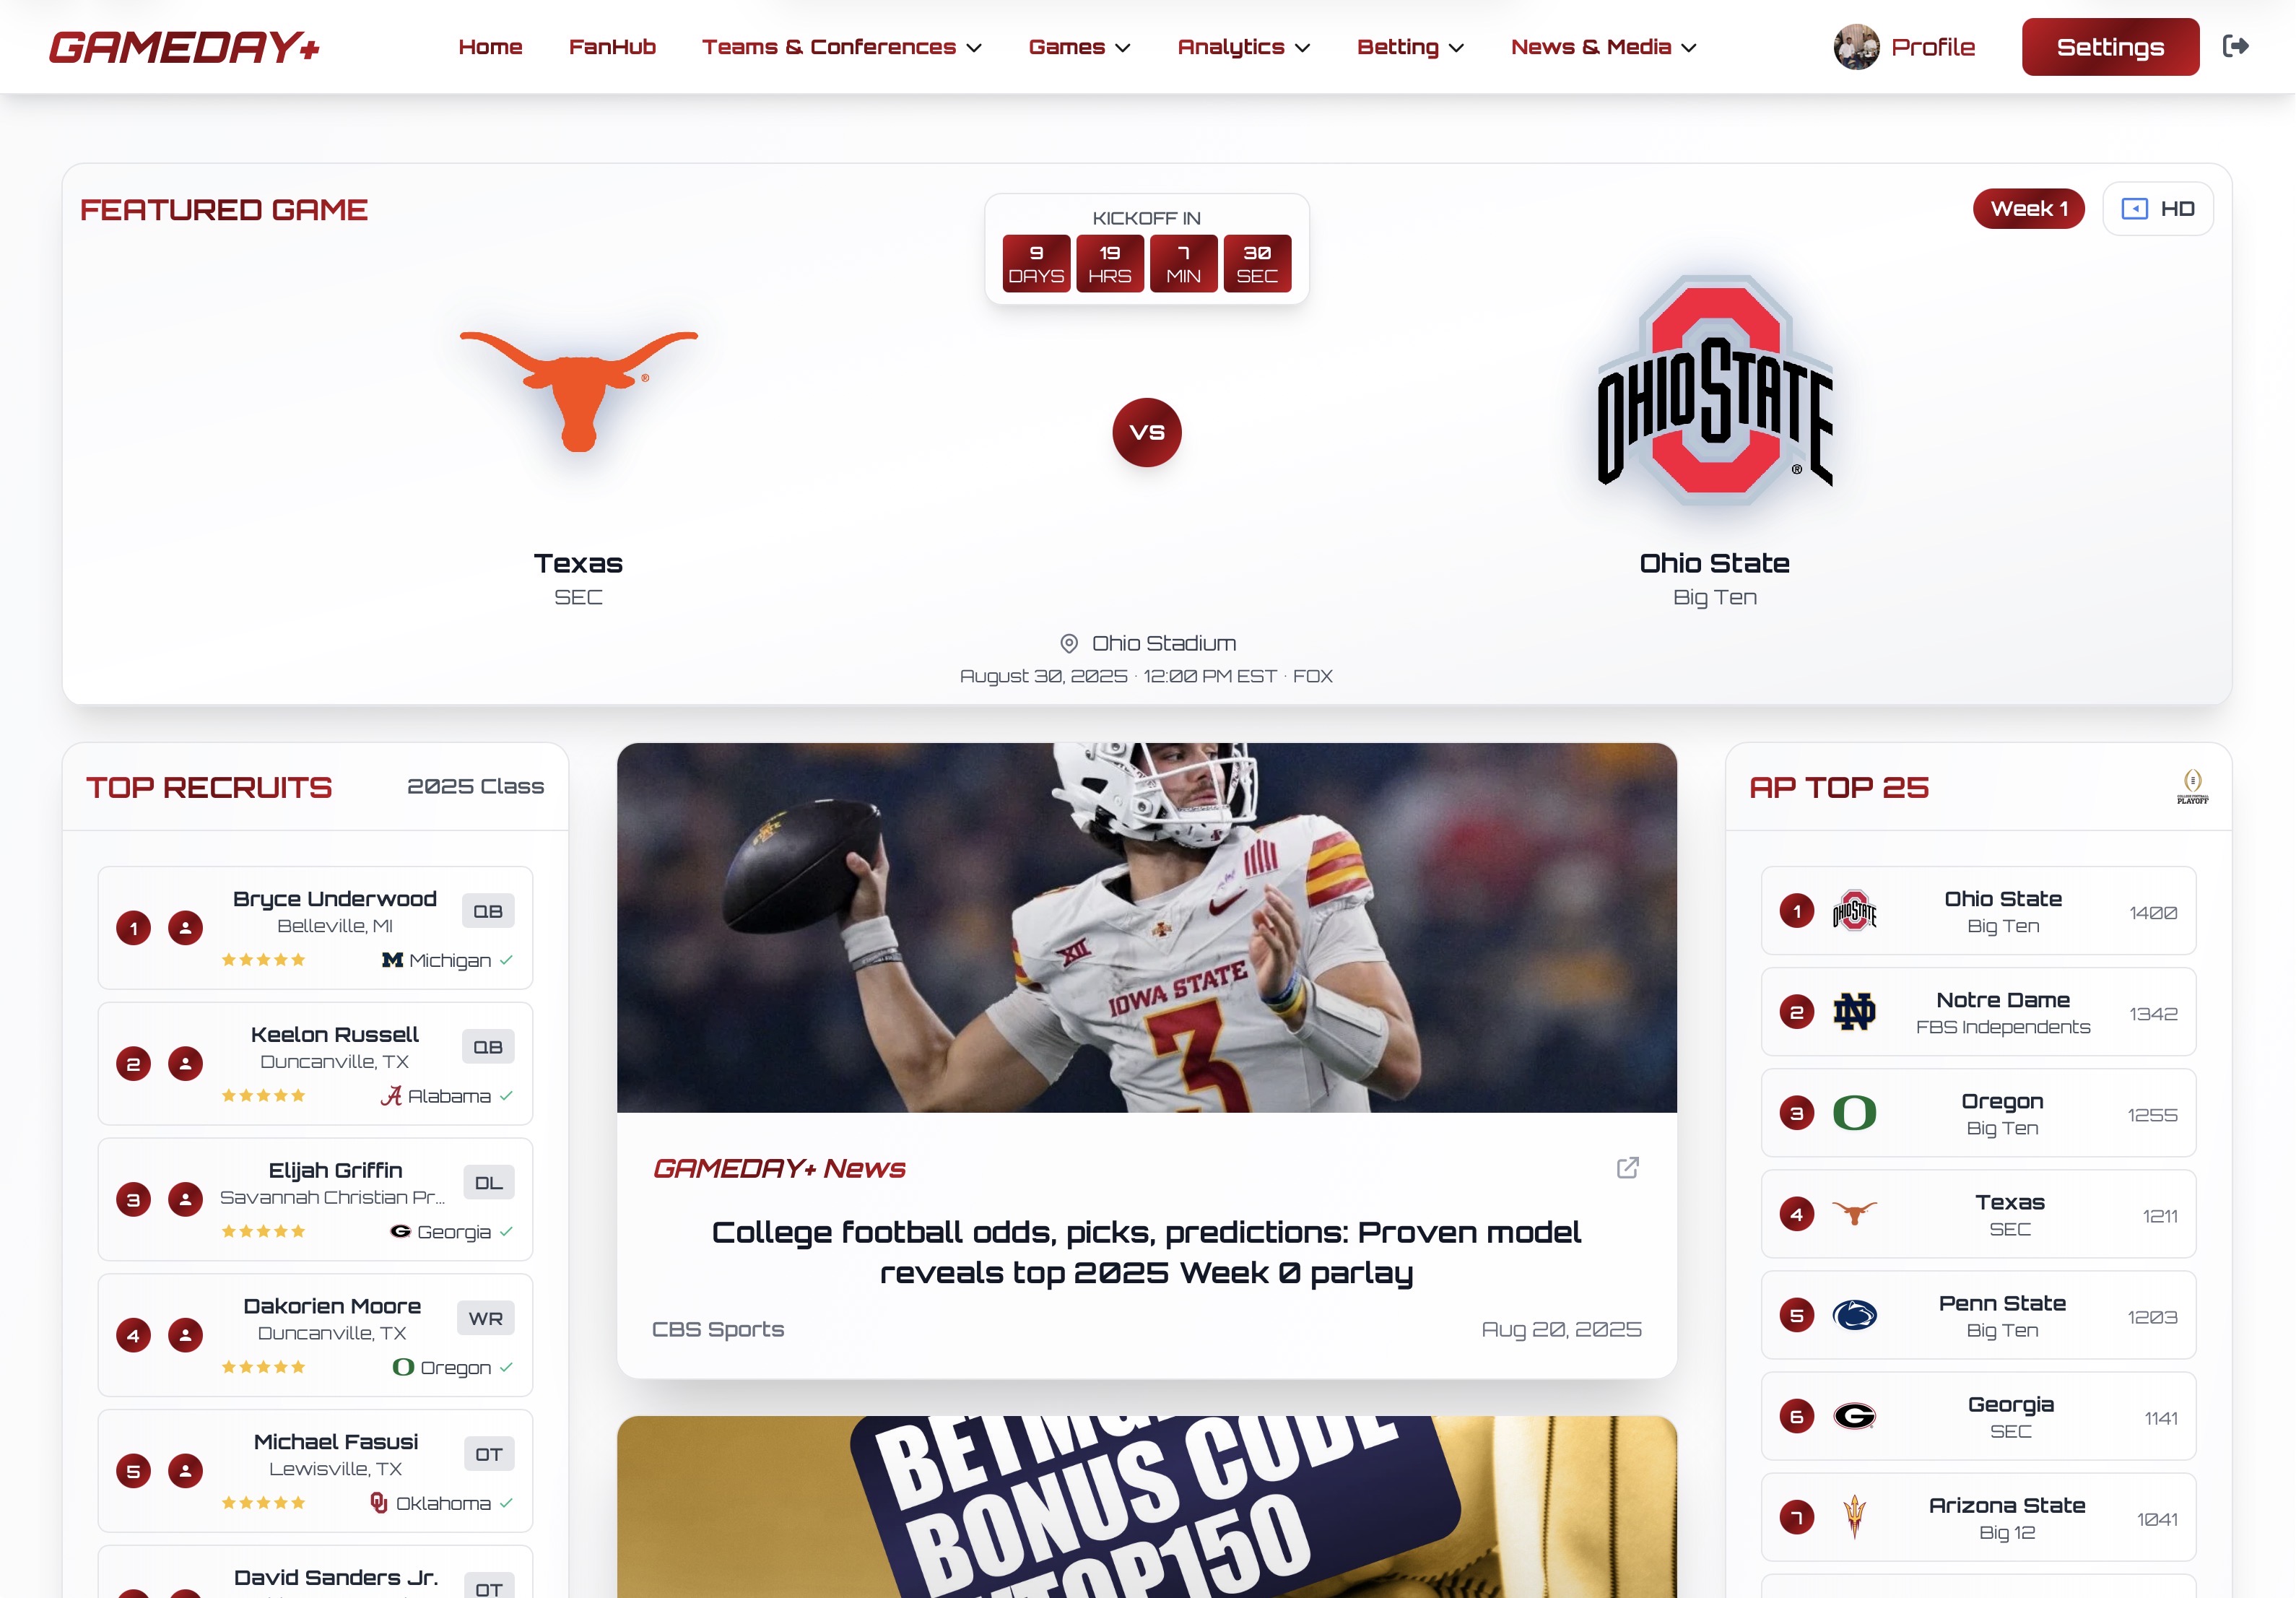 GAMEDAY+
Home
FanHub
Teams & Conferences
Games
Analytics
Betting
News & Media
Profile
Settings
FEATURED GAME
KICKOFF IN
9 DAYS
19 HRS
7 MIN
30 SEC
Week 1
HD
VS
OHIO STATE
®
®
Texas
SEC
Ohio State
Big Ten
Ohio Stadium
August 30, 2025 · 12:00 PM EST · FOX
TOP RECRUITS
2025 Class
1
Bryce Underwood
Belleville, MI
QB
Michigan
2
Keelon Russell
Duncanville, TX
QB
Alabama
3
Elijah Griffin
Savannah Christian Pr...
DL
Georgia
4
Dakorien Moore
Duncanville, TX
WR
Oregon
5
Michael Fasusi
Lewisville, TX
OT
Oklahoma
David Sanders Jr.
OT
XII
IOWA STATE
3
GAMEDAY+ News
College football odds, picks, predictions: Proven model
reveals top 2025 Week 0 parlay
CBS Sports
Aug 20, 2025
BONUS CODE
AP TOP 25
PLAYOFF
1
OHIO STATE
Ohio State
Big Ten
1400
2
Notre Dame
FBS Independents
1342
3
Oregon
Big Ten
1255
4
Texas
SEC
1211
5
Penn State
Big Ten
1203
6
Georgia
SEC
1141
7
Arizona State
Big 12
1041